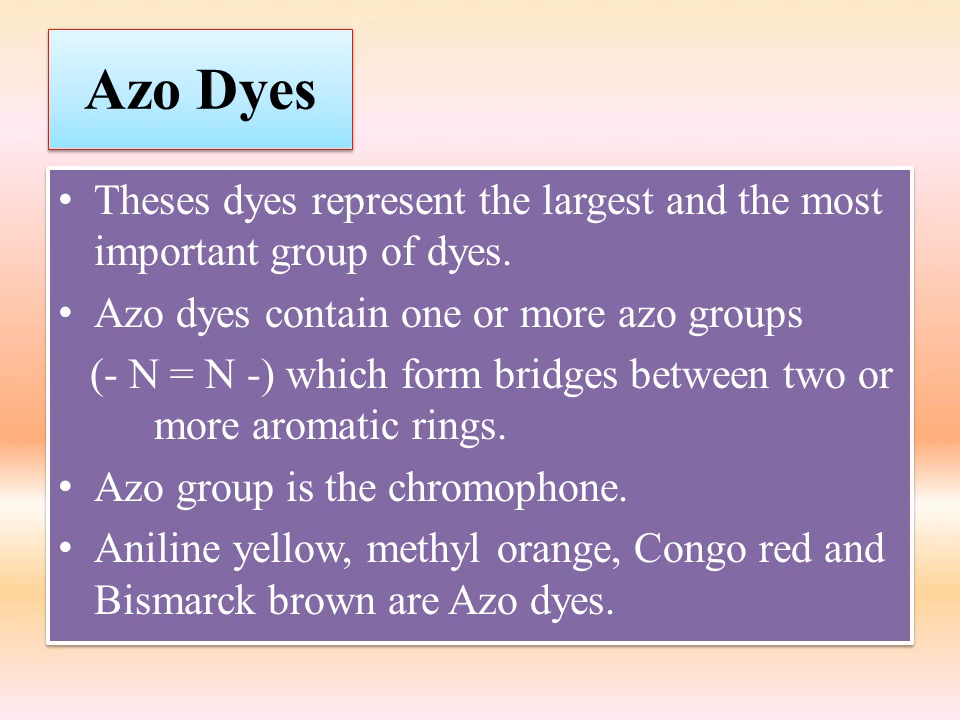 Azo Dyes
• Theses dyes represent the largest and the most
important group of dyes.
• Azo dyes contain one or more azo groups
(- N = N -) which form bridges between two or
more aromatic rings.
• Azo group is the chromophone.
• Aniline yellow, methyl orange, Congo red and
Bismarck brown are Azo dyes.